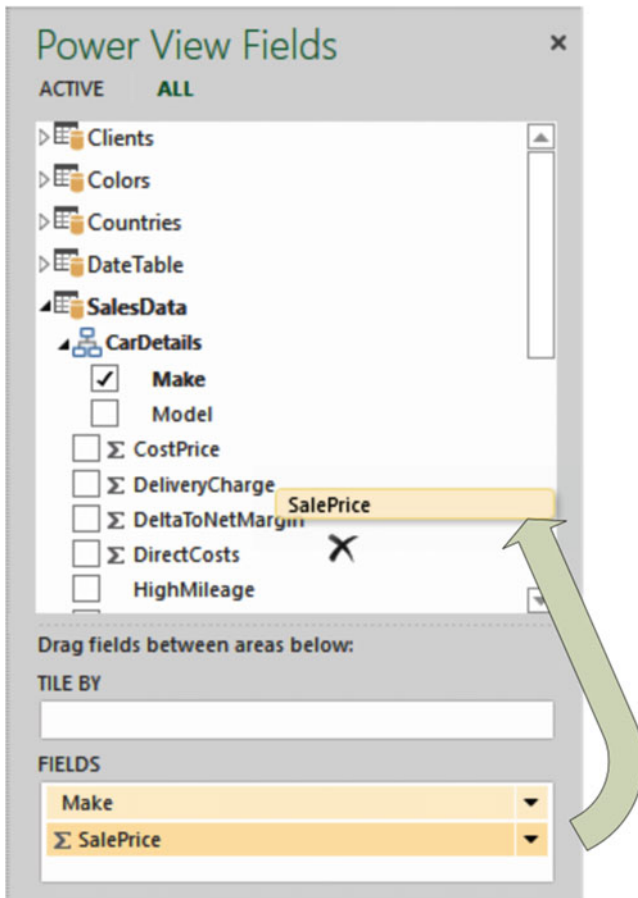 Power View Fields
ACTIVE ALL
Clients
Colors
Countries
DateTable
SalesData
CarDetails
Make
Model
Σ CostPrice
Σ DeliveryCharge
SalePrice
Σ DeltaToNetMargin
Σ DirectCosts
HighMileage
Drag fields between areas below:
TILE BY
FIELDS
Make
Σ SalePrice